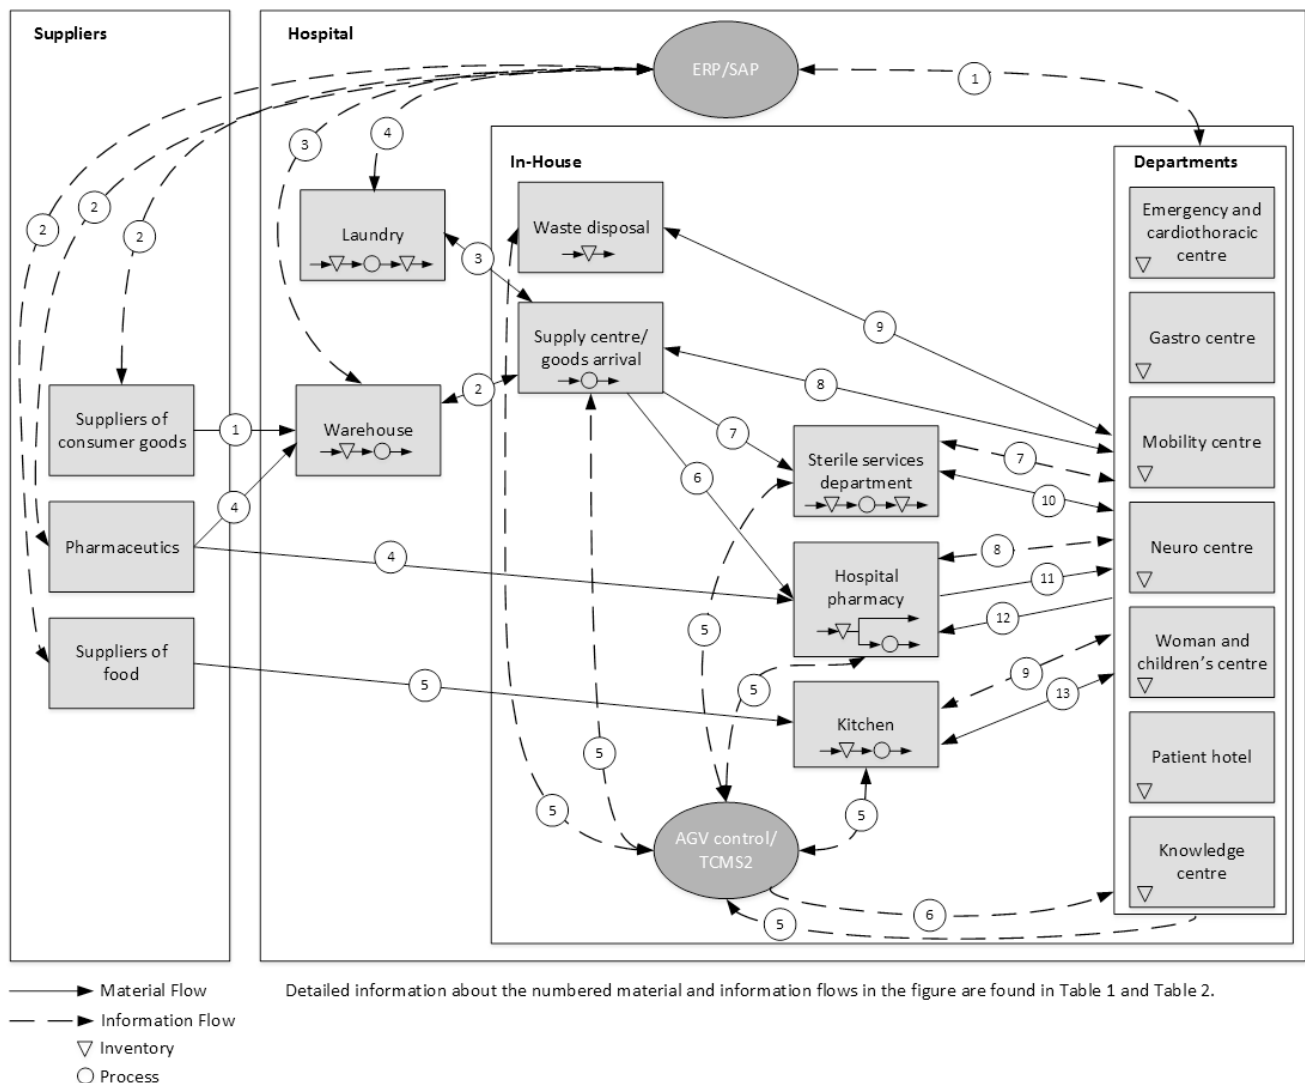 Suppliers
Hospital
ERP/SAP
1
4
3
2
2
2
In-House
Departments
Laundry
Waste disposal
Emergency and
cardiothoracic
centre
3
Supply centre/
goods arrival
9
Gastro centre
2
8
Suppliers of
consumer goods
1
Warehouse
7
Sterile services
department
7
Mobility centre
6
10
4
Pharmaceutics
4
Hospital
pharmacy
8
11
12
Neuro centre
Suppliers of
food
5
5
5
Kitchen
9
13
Woman and
children's centre
5
5
5
Patient hotel
AGV control/
TCMS2
6
5
Knowledge
centre
Material Flow
Information Flow
Inventory
Process
Detailed information about the numbered material and information flows in the figure are found in Table 1 and Table 2.